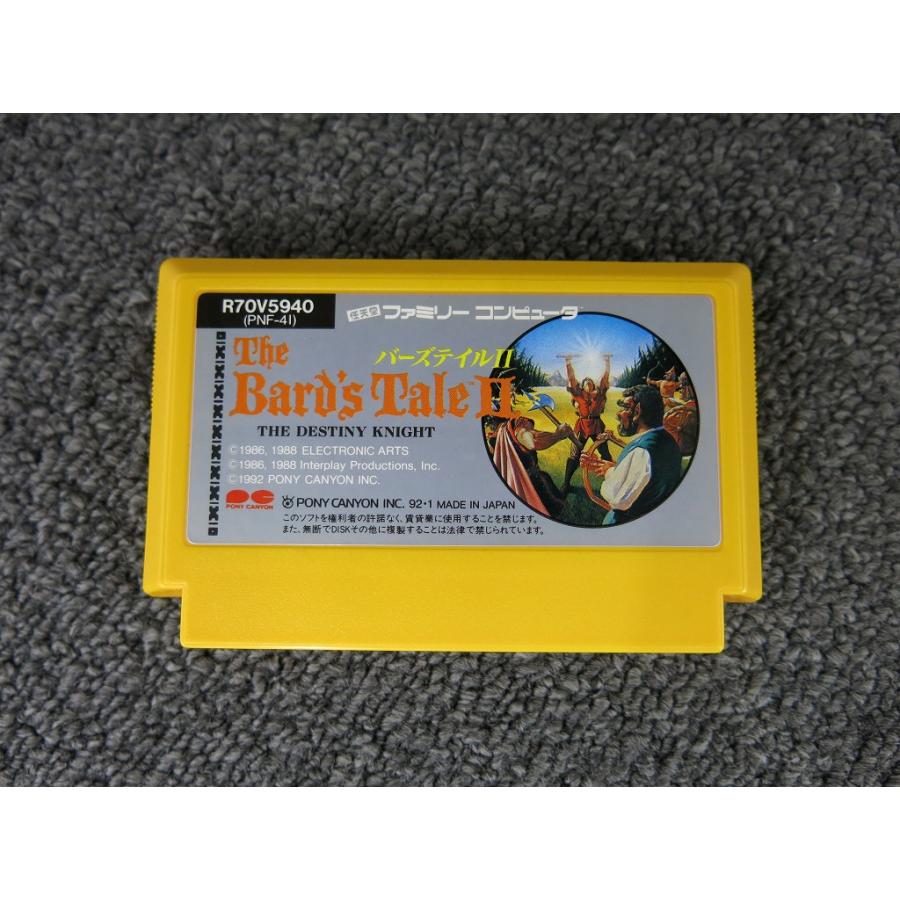 R70V5940
(PNF-41)
任天堂 ファミリー コンピュータ
バーズテイルII
The
Bard's Tale II
THE DESTINY KNIGHT
©1986, 1988 ELECTRONIC ARTS
©1986, 1988 Interplay Productions, Inc.
©1992 PONY CANYON INC.
PONY CANYON
PONY CANYON INC. 92・1 MADE IN JAPAN
このソフトを権利者の許諾なく、賃貸業に使用することを禁じます。
また、無断でDISKその他に複製することは法律で禁じられています。